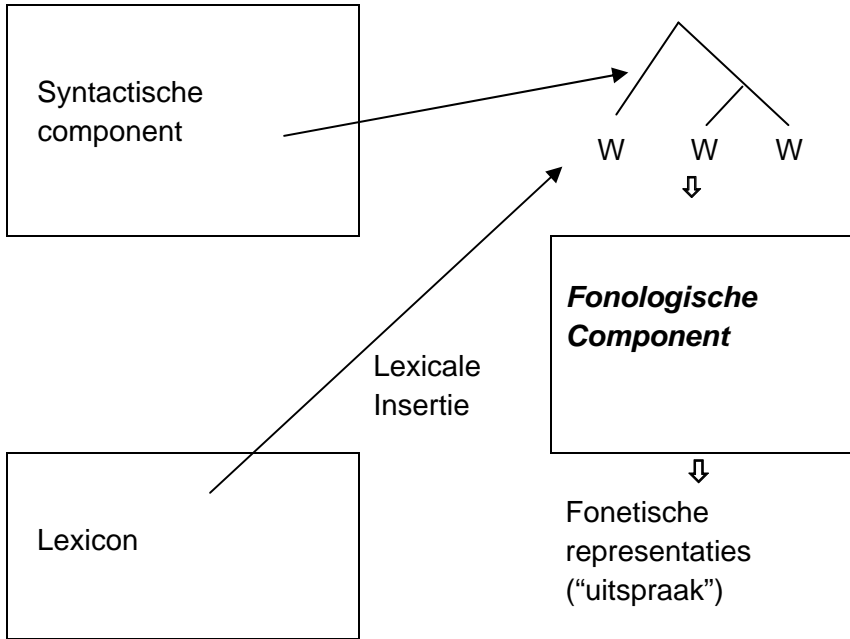 Syntactische
component
W W W
Fonologische
Component
Lexicale
Insertie
Lexicon
Fonetische
representaties
(“uitspraak”)